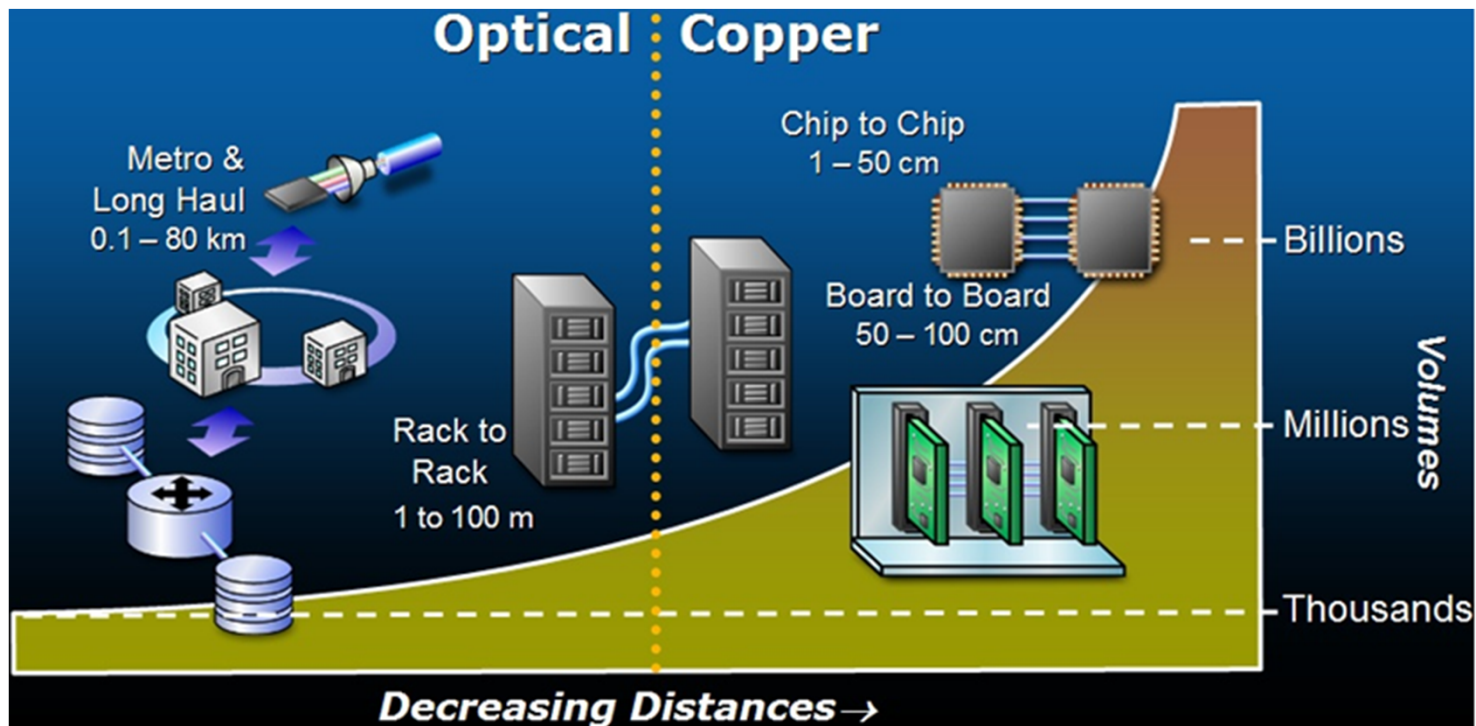 Optical
Copper
Metro &
Long Haul
0.1 – 80 km
Chip to Chip
1 – 50 cm
Board to Board
50 – 100 cm
Rack to
Rack
1 to 100 m
Billions
Millions
Thousands
Volumes
Decreasing Distances→